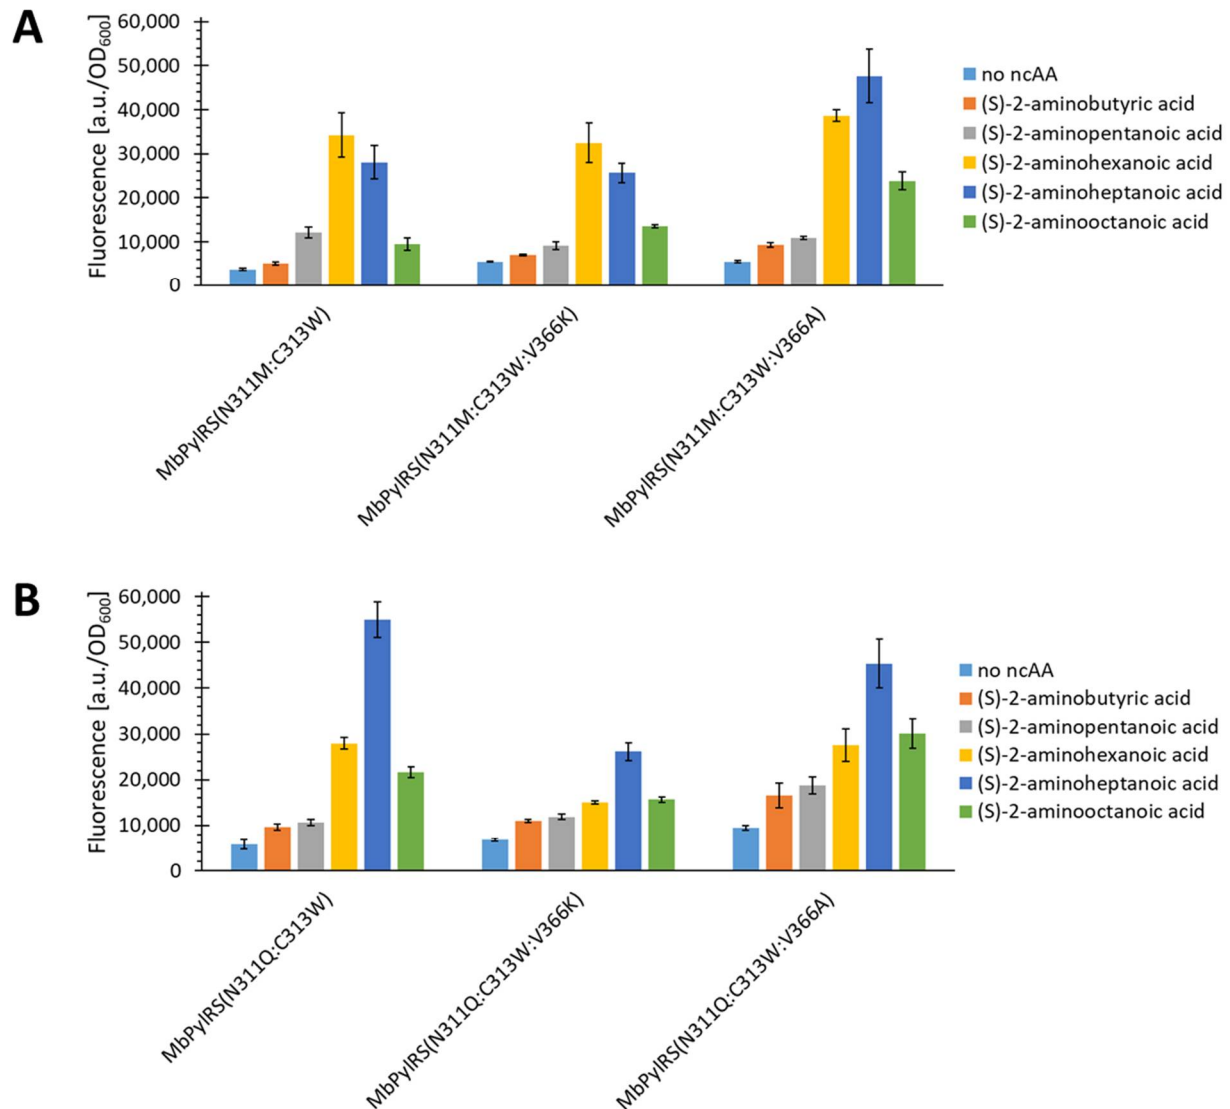 A
Fluorescence [a.u./OD600]
60,000
50,000
40,000
30,000
20,000
10,000
0
no ncAA
(S)-2-aminobutyric acid
(S)-2-aminopentanoic acid
(S)-2-aminohexanoic acid
(S)-2-aminoheptanoic acid
(S)-2-aminooctanoic acid
MbPylRS(N311M:C313W)
MbPylRS(N311M:C313W:V366K)
MbPylRS(N311M:C313W:V366A)
B
Fluorescence [a.u./OD600]
60,000
50,000
40,000
30,000
20,000
10,000
0
no ncAA
(S)-2-aminobutyric acid
(S)-2-aminopentanoic acid
(S)-2-aminohexanoic acid
(S)-2-aminoheptanoic acid
(S)-2-aminooctanoic acid
MbPylRS(N311Q:C313W)
MbPylRS(N311Q:C313W:V366K)
MbPylRS(N311Q:C313W:V366A)